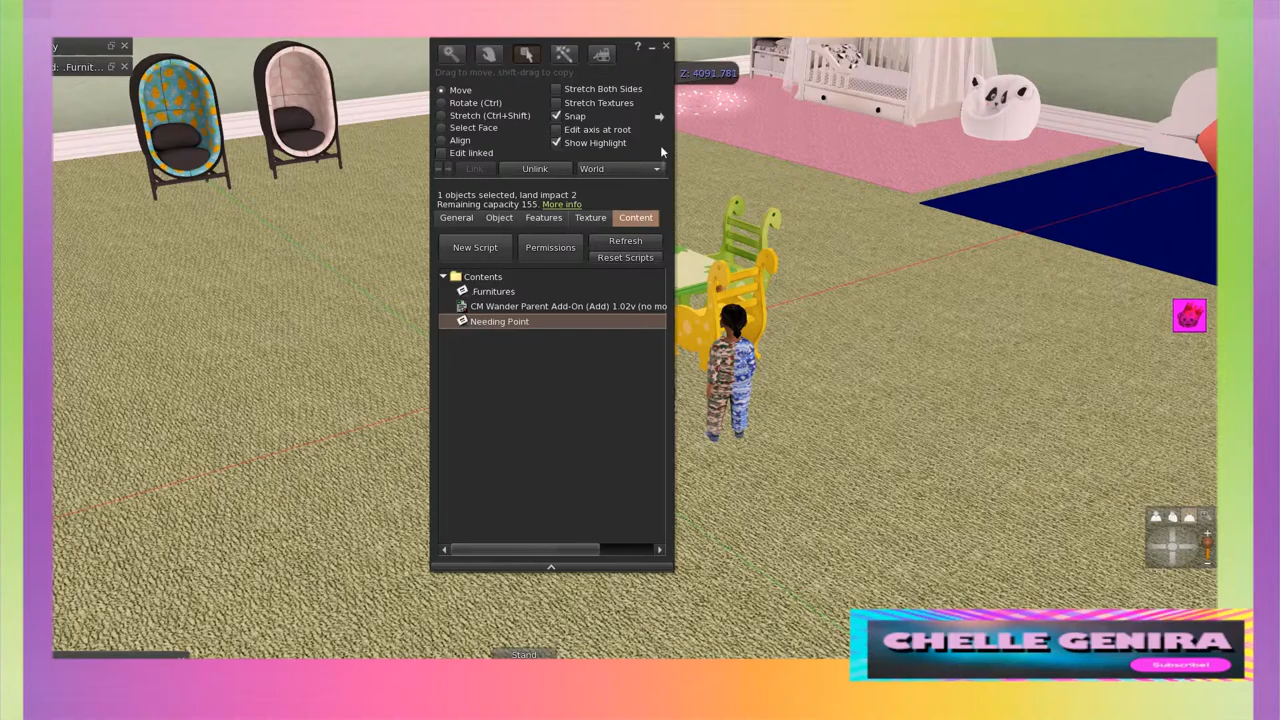 y
d: .Furnit...
?
Z: 4091.781
Drag to move, shift-drag to copy
Move
Rotate (Ctrl)
Stretch (Ctrl+Shift)
Select Face
Align
Edit linked
Stretch Both Sides
Stretch Textures
Snap
Edit axis at root
Show Highlight
Link
Unlink
World
1 objects selected, land impact 2
Remaining capacity 155. More info
General
Object
Features
Texture
Content
New Script
Permissions
Refresh
Reset Scripts
Contents
.Furnitures
CM Wander Parent Add-On (Add) 1.02v (no mo
Needing Point
Stand
CHELLE GENIRA
Subscribe!